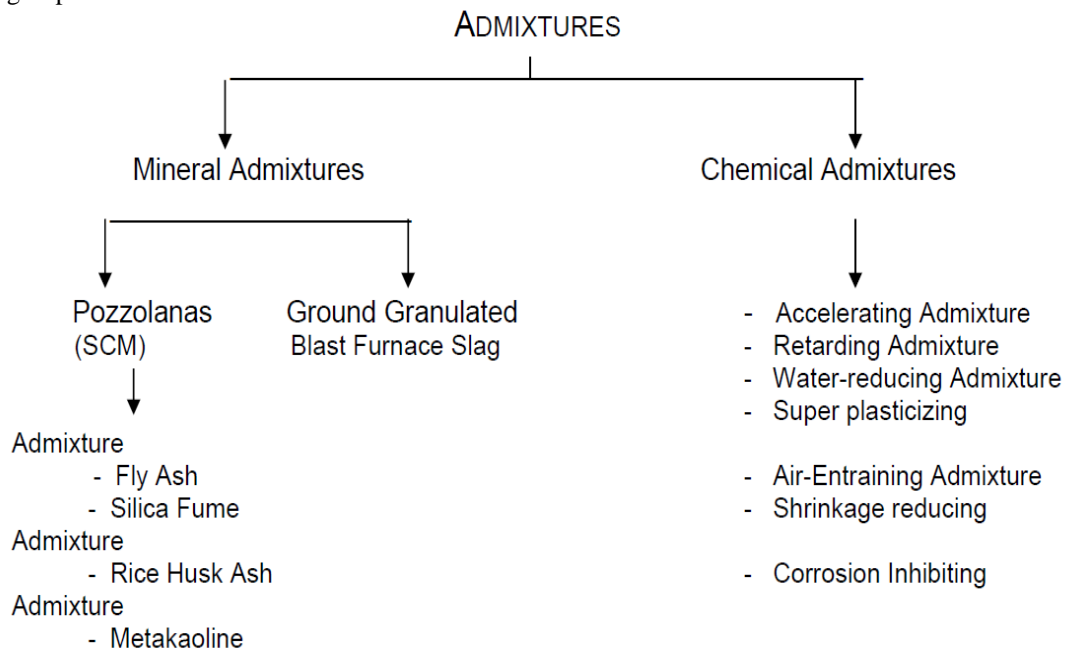 ADMIXTURES
Mineral Admixtures
Chemical Admixtures
Pozzolanas
(SCM)
Ground Granulated
Blast Furnace Slag
Admixture
- Fly Ash
- Silica Fume
Admixture
- Rice Husk Ash
Admixture
- Metakaoline
- Accelerating Admixture
- Retarding Admixture
- Water-reducing Admixture
- Super plasticizing
- Air-Entraining Admixture
- Shrinkage reducing
- Corrosion Inhibiting